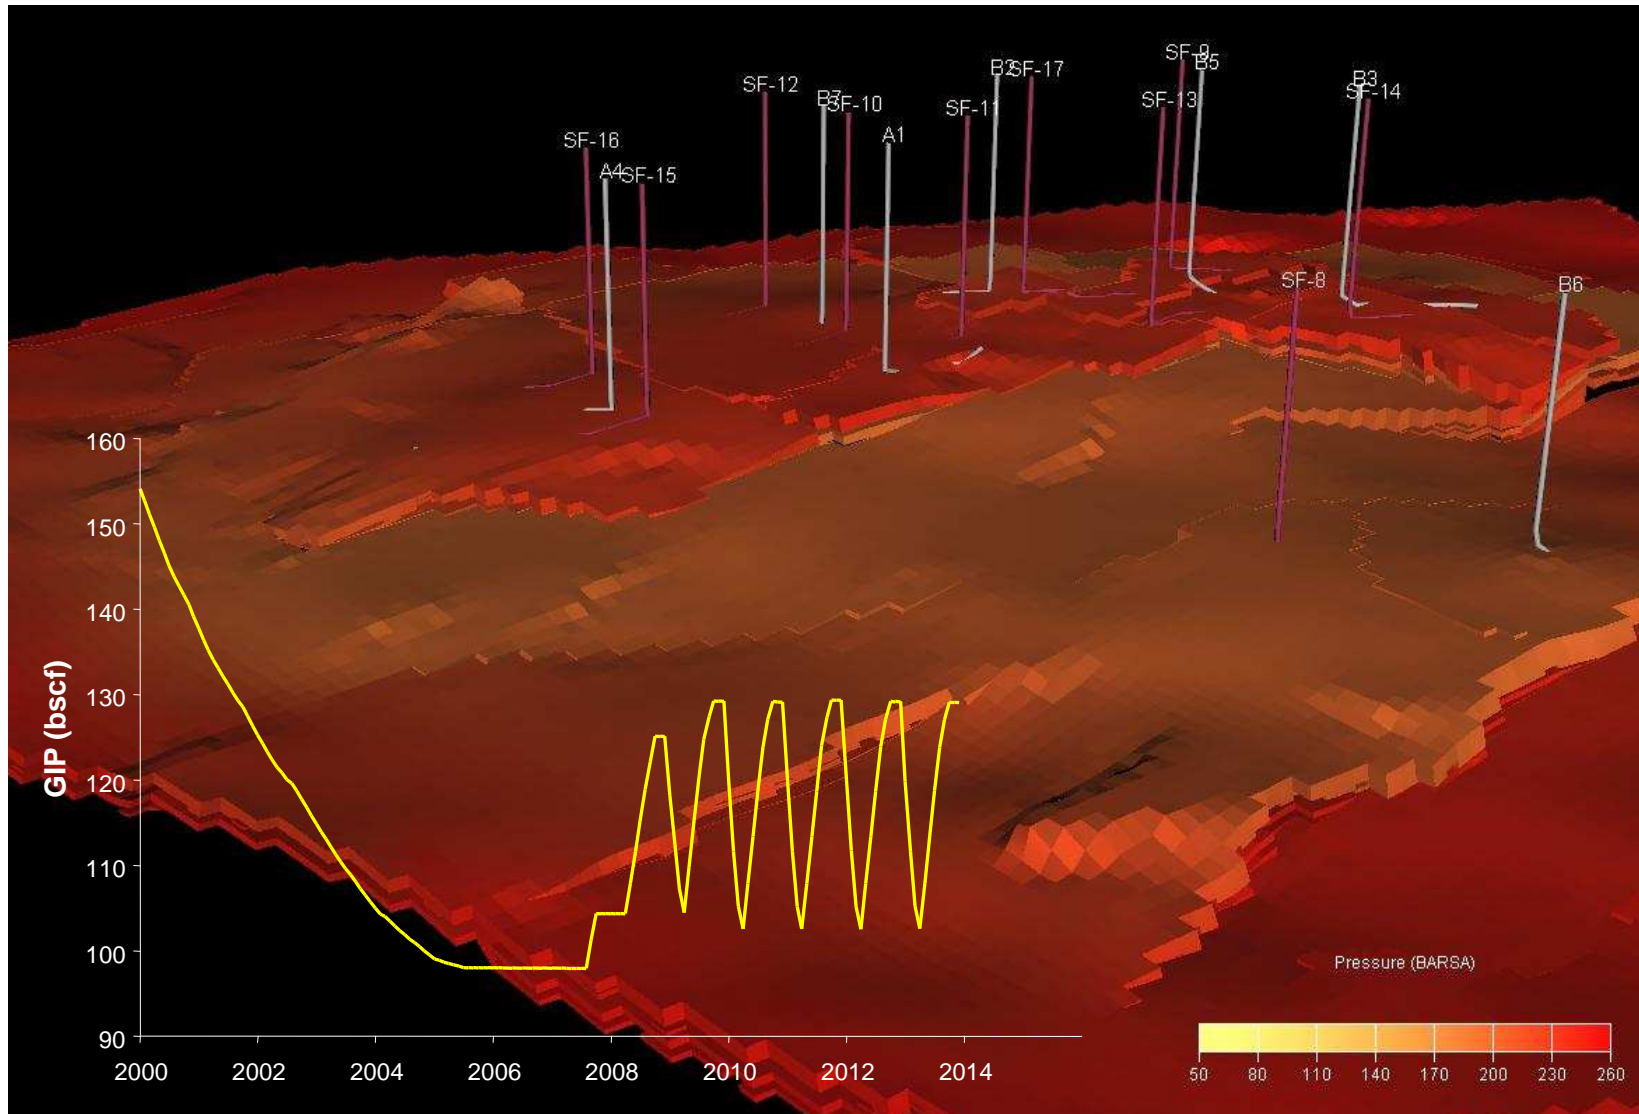 SF-9
B5
B2
SF-17
B3
SF-14
SF-12
B7
SF-10
SF-11
SF-13
A1
SF-16
A4
SF-15
SF-8
B6
160
150
140
130
120
110
100
90
GIP (bscf)
2000 2002 2004 2006 2008 2010 2012 2014
Pressure (BARSA)
50 80 110 140 170 200 230 260